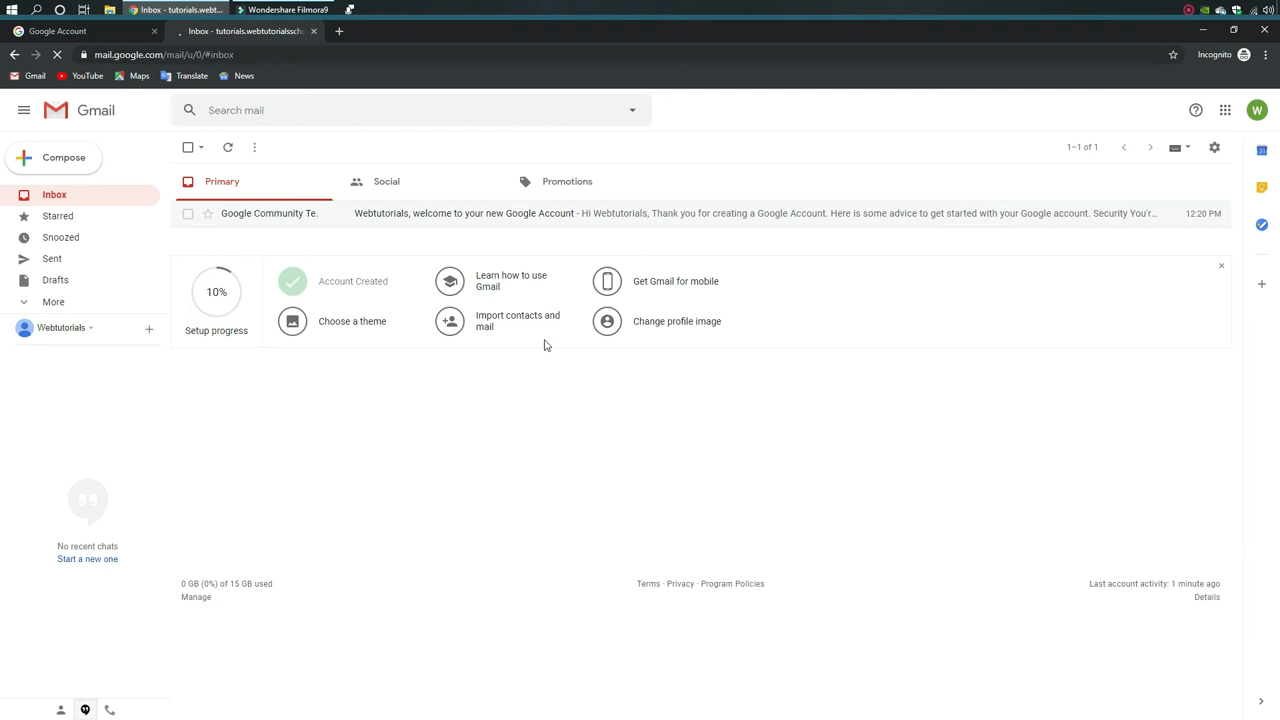 Inbox - tutorials.webt...
Wondershare Filmora9
Google Account
Inbox - tutorials.webtutorialssch
mail.google.com/mail/u/0/#inbox
Incognito
Gmail
YouTube
Maps
Translate
News
Gmail
Search mail
W
Compose
1–1 of 1
Primary
Social
Promotions
Inbox
Google Community Te.
Webtutorials, welcome to your new Google Account - Hi Webtutorials, Thank you for creating a Google Account. Here is some advice to get started with your Google account. Security You'r…
12:20 PM
Starred
Snoozed
Sent
Drafts
More
Webtutorials
10%
Setup progress
Account Created
Learn how to use
Gmail
Get Gmail for mobile
Choose a theme
Import contacts and
mail
Change profile image
No recent chats
Start a new one
0 GB (0%) of 15 GB used
Manage
Terms · Privacy · Program Policies
Last account activity: 1 minute ago
Details